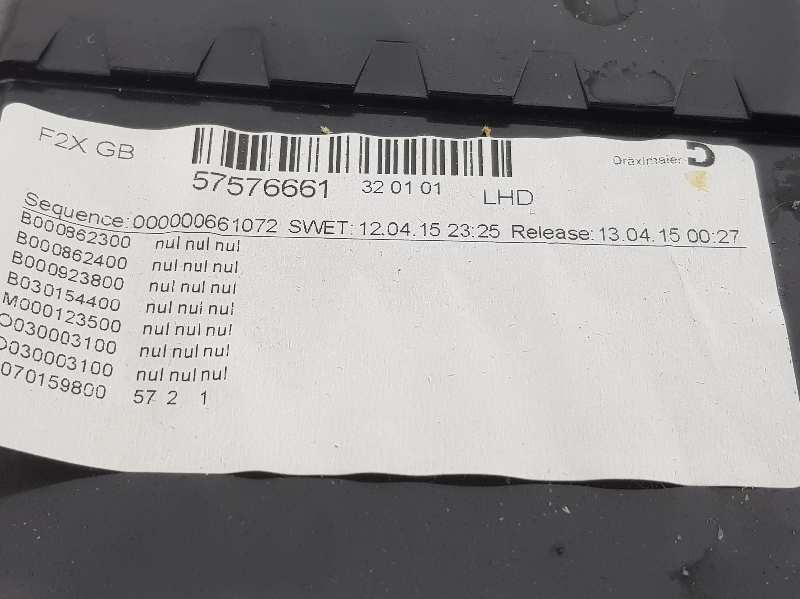 F2X GB
57576661 32 01 01 LHD
Dräxlmaier
Sequence:000000661072 SWET:12.04.15 23:25 Release:13.04.15 00:27
B000862300 nul nul nul
B000862400 nul nul nul
B000923800 nul nul nul
B030154400 nul nul nul
M000123500 nul nul nul
O030003100 nul nul nul
O030003100 nul nul nul
070159800 57 2 1